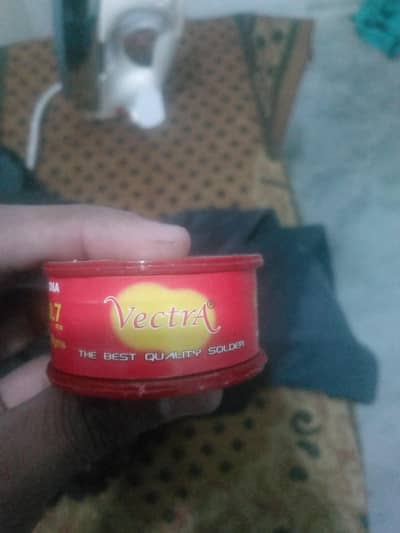 VectrA®
THE BEST QUALITY SOLDER